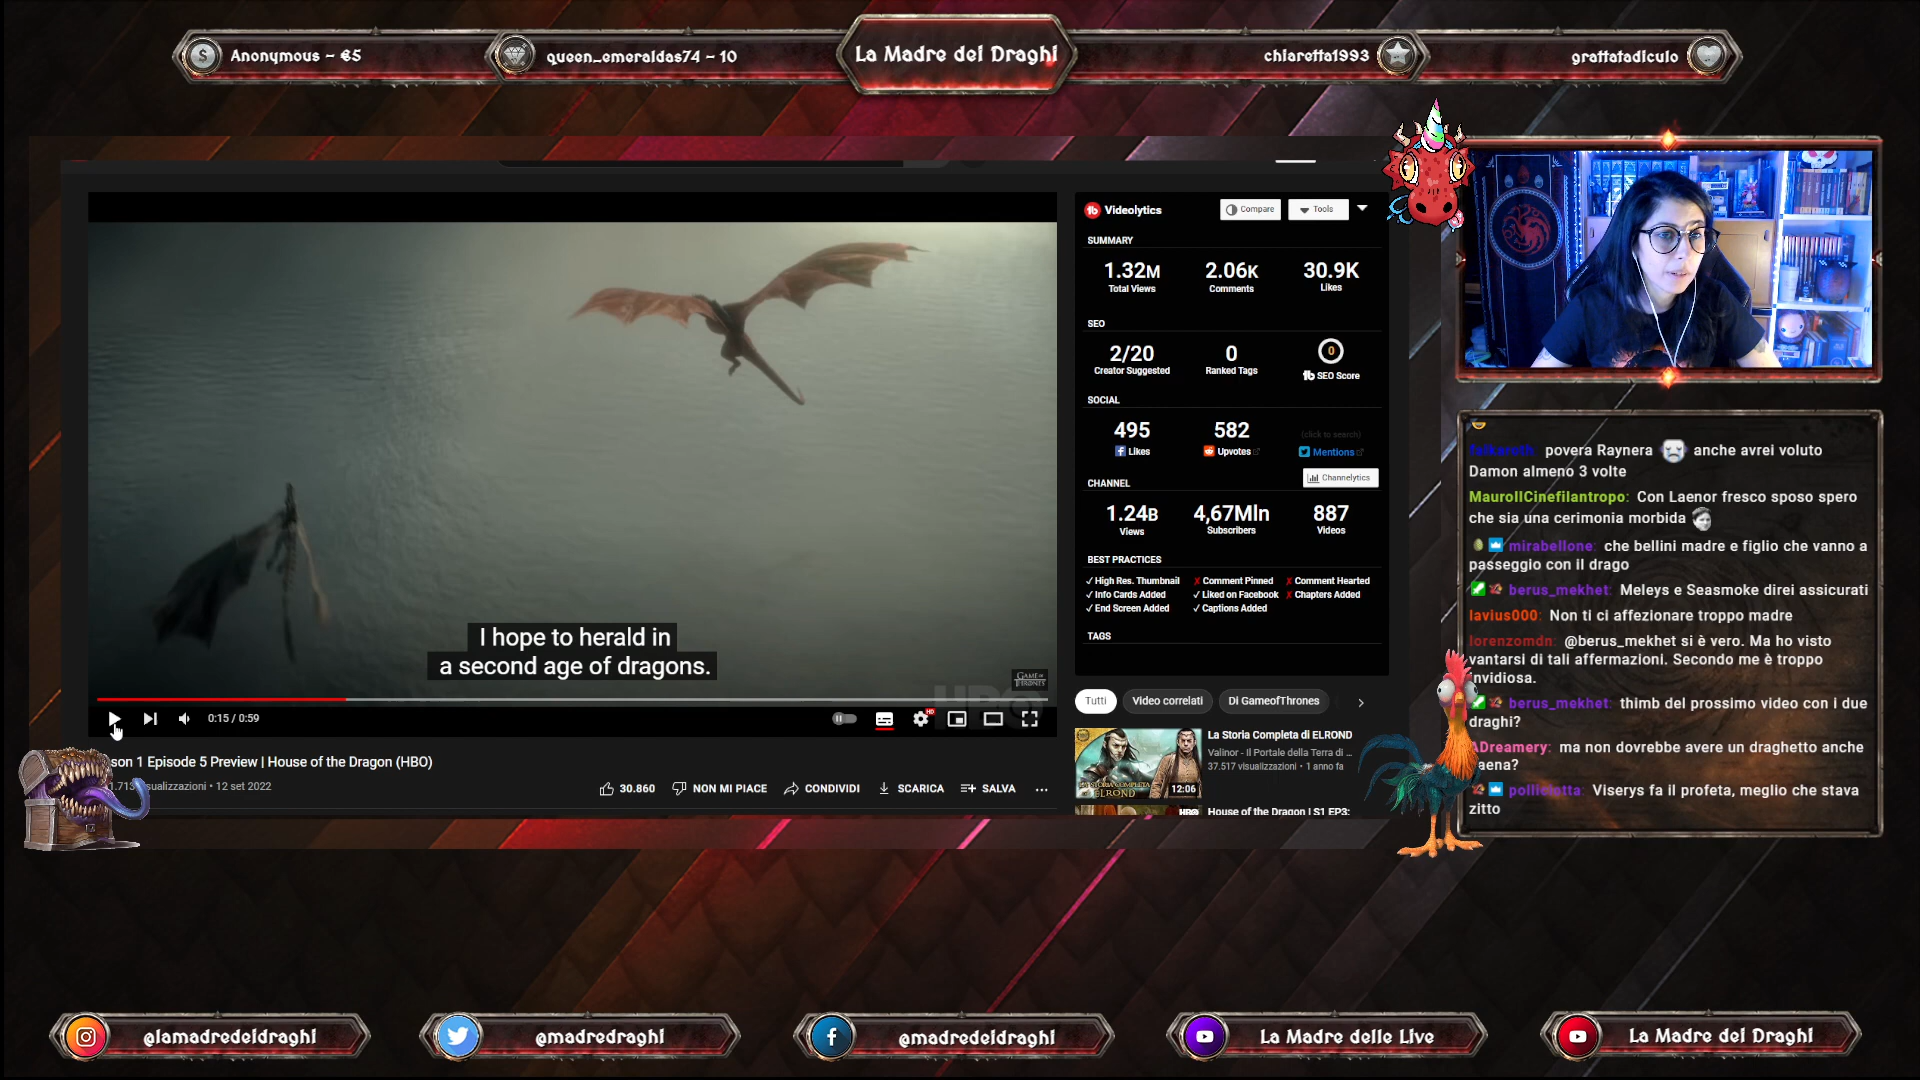 Anonymous - €5
queen_emeraldas74 - 10
La Madre dei Draghi
chiaretta1993
grattatadiculo
I hope to herald in
a second age of dragons.
GAME OF
THRONES
HBO
0:15 / 0:59
HD
son 1 Episode 5 Preview | House of the Dragon (HBO)
sualizzazioni • 12 set 2022
30.860
NON MI PIACE
CONDIVIDI
SCARICA
SALVA
Videolytics
Compare
Tools
SUMMARY
1.32M
Total Views
2.06K
Comments
30.9K
Likes
SEO
2/20
Creator Suggested
0
Ranked Tags
0
SEO Score
SOCIAL
495
Likes
582
Upvotes
(click to search)
Mentions
CHANNEL
Channelytics
1.24B
Views
4,67Mln
Subscribers
887
Videos
BEST PRACTICES
✓ High Res. Thumbnail
✗ Comment Pinned
✗ Comment Hearted
✓ Info Cards Added
✓ Liked on Facebook
✗ Chapters Added
✓ End Screen Added
✓ Captions Added
TAGS
Tutti
Video correlati
Di GameofThrones
La Storia Completa di ELROND
Valinor - Il Portale della Terra di ...
37.517 visualizzazioni • 1 anno fa
12:06
House of the Dragon | S1 EP3:
povera Raynera anche avrei voluto
Damon almeno 3 volte
MauroIlCinefilantropo: Con Laenor fresco sposo spero
che sia una cerimonia morbida
mirabellone: che bellini madre e figlio che vanno a
passeggio con il drago
berus_mekhet: Meleys e Seasmoke direi assicurati
lavius000: Non ti ci affezionare troppo madre
lorenzomdn: @berus_mekhet si è vero. Ma ho visto
vantarsi di tali affermazioni. Secondo me è troppo
invidiosa.
berus_mekhet: thimb del prossimo video con i due
draghi?
ADreamery: ma non dovrebbe avere un draghetto anche
aena?
polliciotta: Viserys fa il profeta, meglio che stava
zitto
@lamadredeidraghi
@madredraghi
@madredeidraghi
La Madre delle Live
La Madre dei Draghi